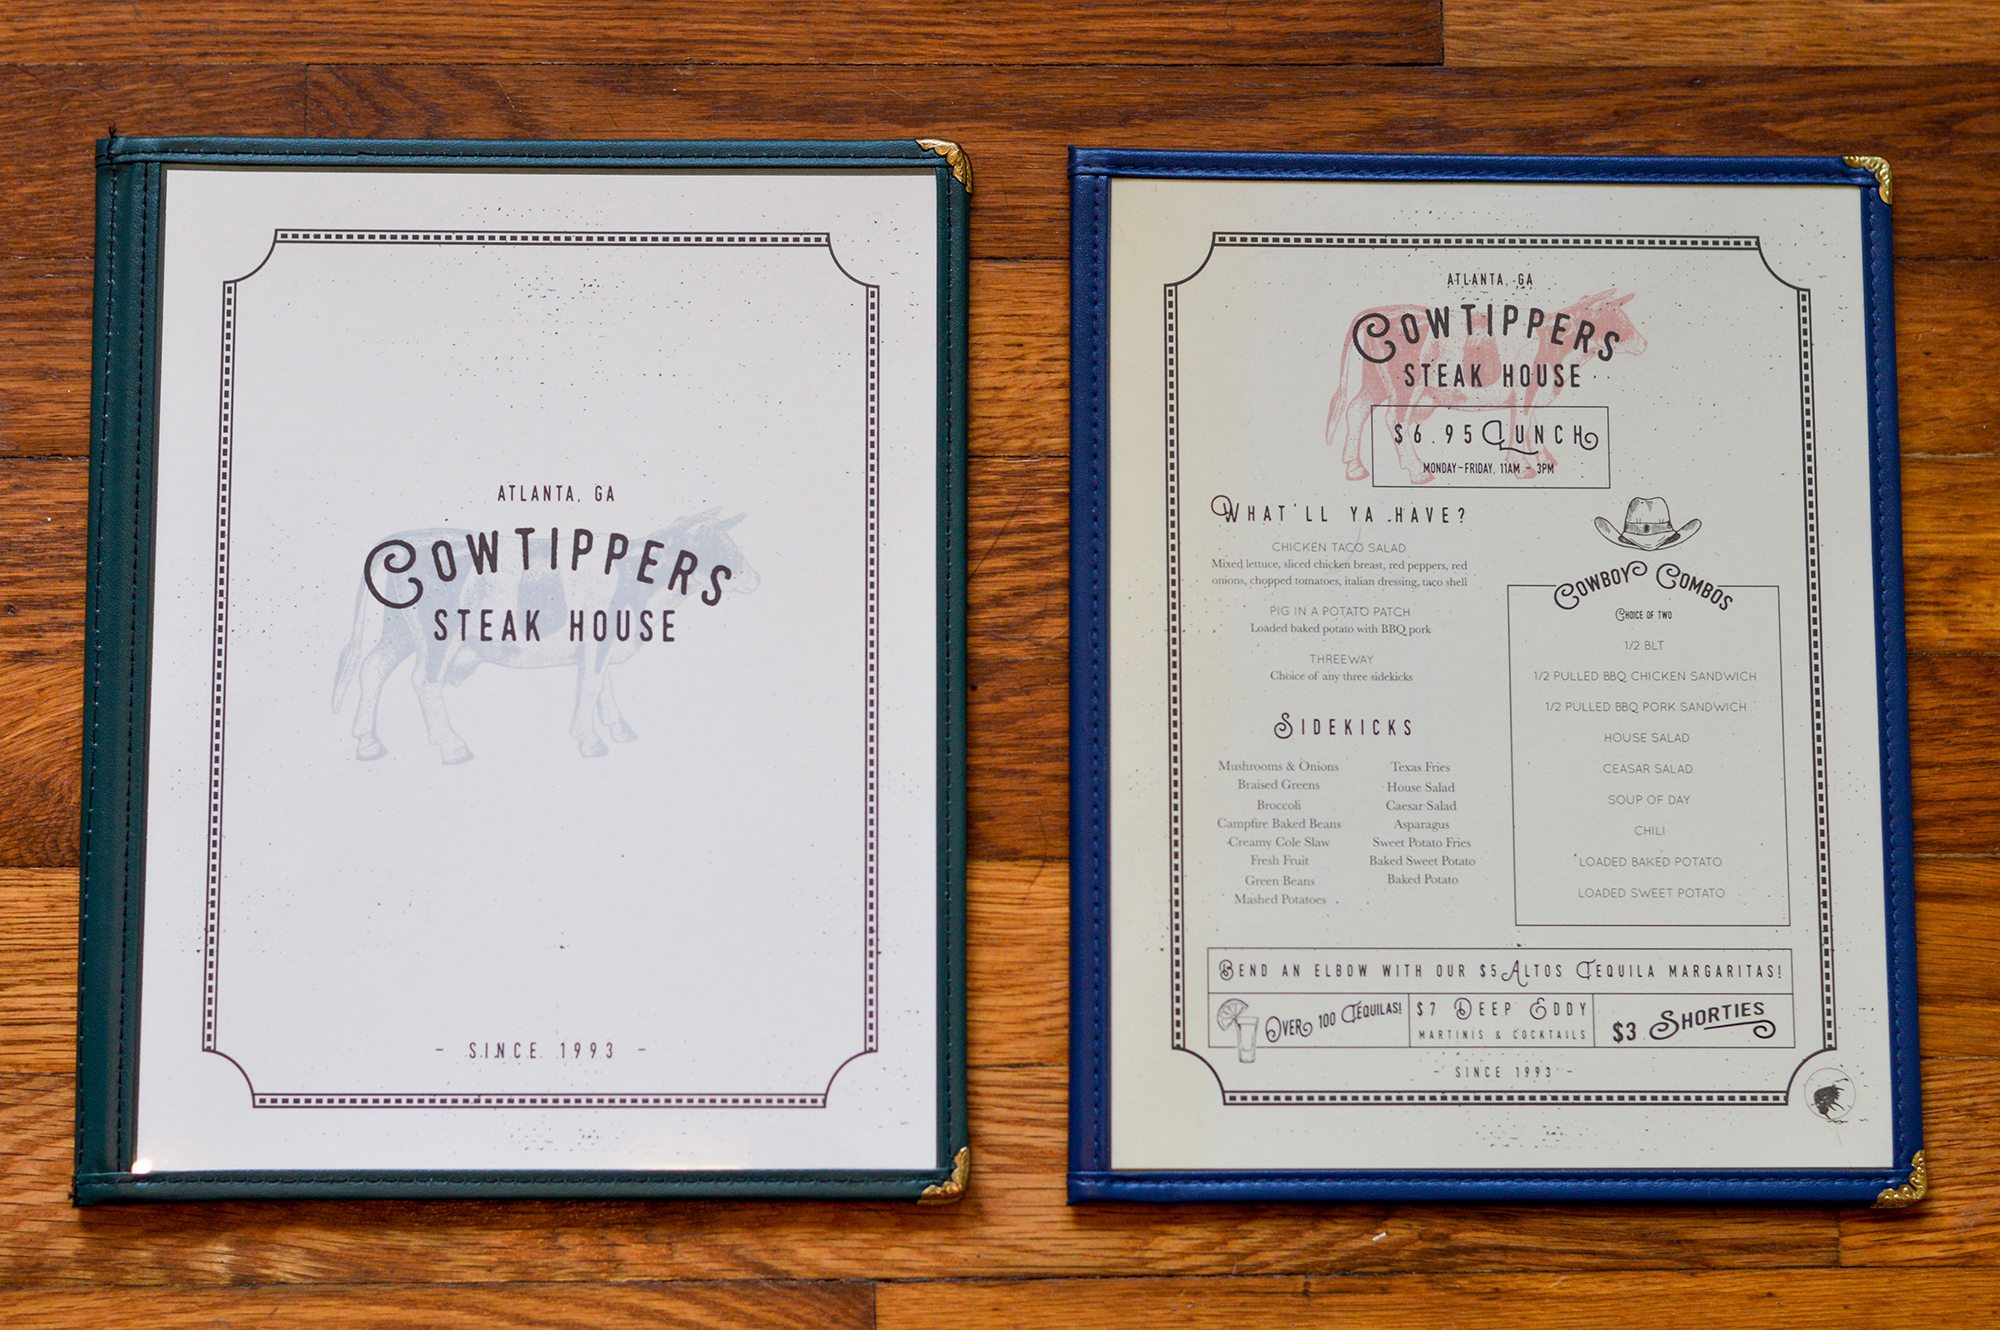 ATLANTA, GA
COWTIPPERS
STEAK HOUSE
- SINCE 1993 -
ATLANTA, GA
COWTIPPERS
STEAK HOUSE
$6.95 LUNCH
MONDAY-FRIDAY, 11AM - 3PM
WHAT'LL YA HAVE?
CHICKEN TACO SALAD
Mixed lettuce, sliced chicken breast, red peppers, red
onions, chopped tomatoes, italian dressing, taco shell
PIG IN A POTATO PATCH
Loaded baked potato with BBQ pork
THREEWAY
Choice of any three sidekicks
SIDEKICKS
Mushrooms & Onions
Braised Greens
Broccoli
Campfire Baked Beans
Creamy Cole Slaw
Fresh Fruit
Green Beans
Mashed Potatoes
Texas Fries
House Salad
Caesar Salad
Asparagus
Sweet Potato Fries
Baked Sweet Potato
Baked Potato
COWBOY COMBOS
CHOICE OF TWO
1/2 BLT
1/2 PULLED BBQ CHICKEN SANDWICH
1/2 PULLED BBQ PORK SANDWICH
HOUSE SALAD
CEASAR SALAD
SOUP OF DAY
CHILI
LOADED BAKED POTATO
LOADED SWEET POTATO
BEND AN ELBOW WITH OUR $5 ALTOS TEQUILA MARGARITAS!
OVER 100 TEQUILAS!
$7 DEEP EDDY
MARTINIS & COCKTAILS
$3 SHORTIES
- SINCE 1993 -